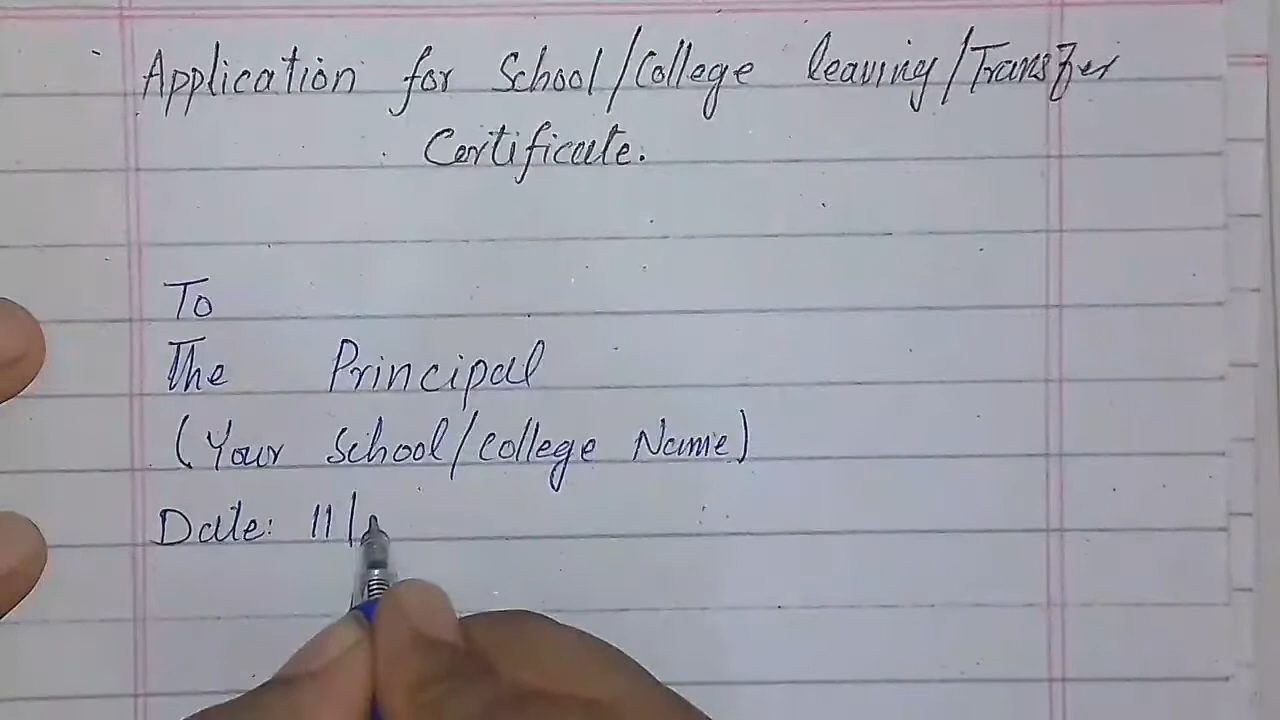 Application for School/College leaving/Transfer
Certificate.
To
The Principal
(Your School/College Name)
Date: 11/